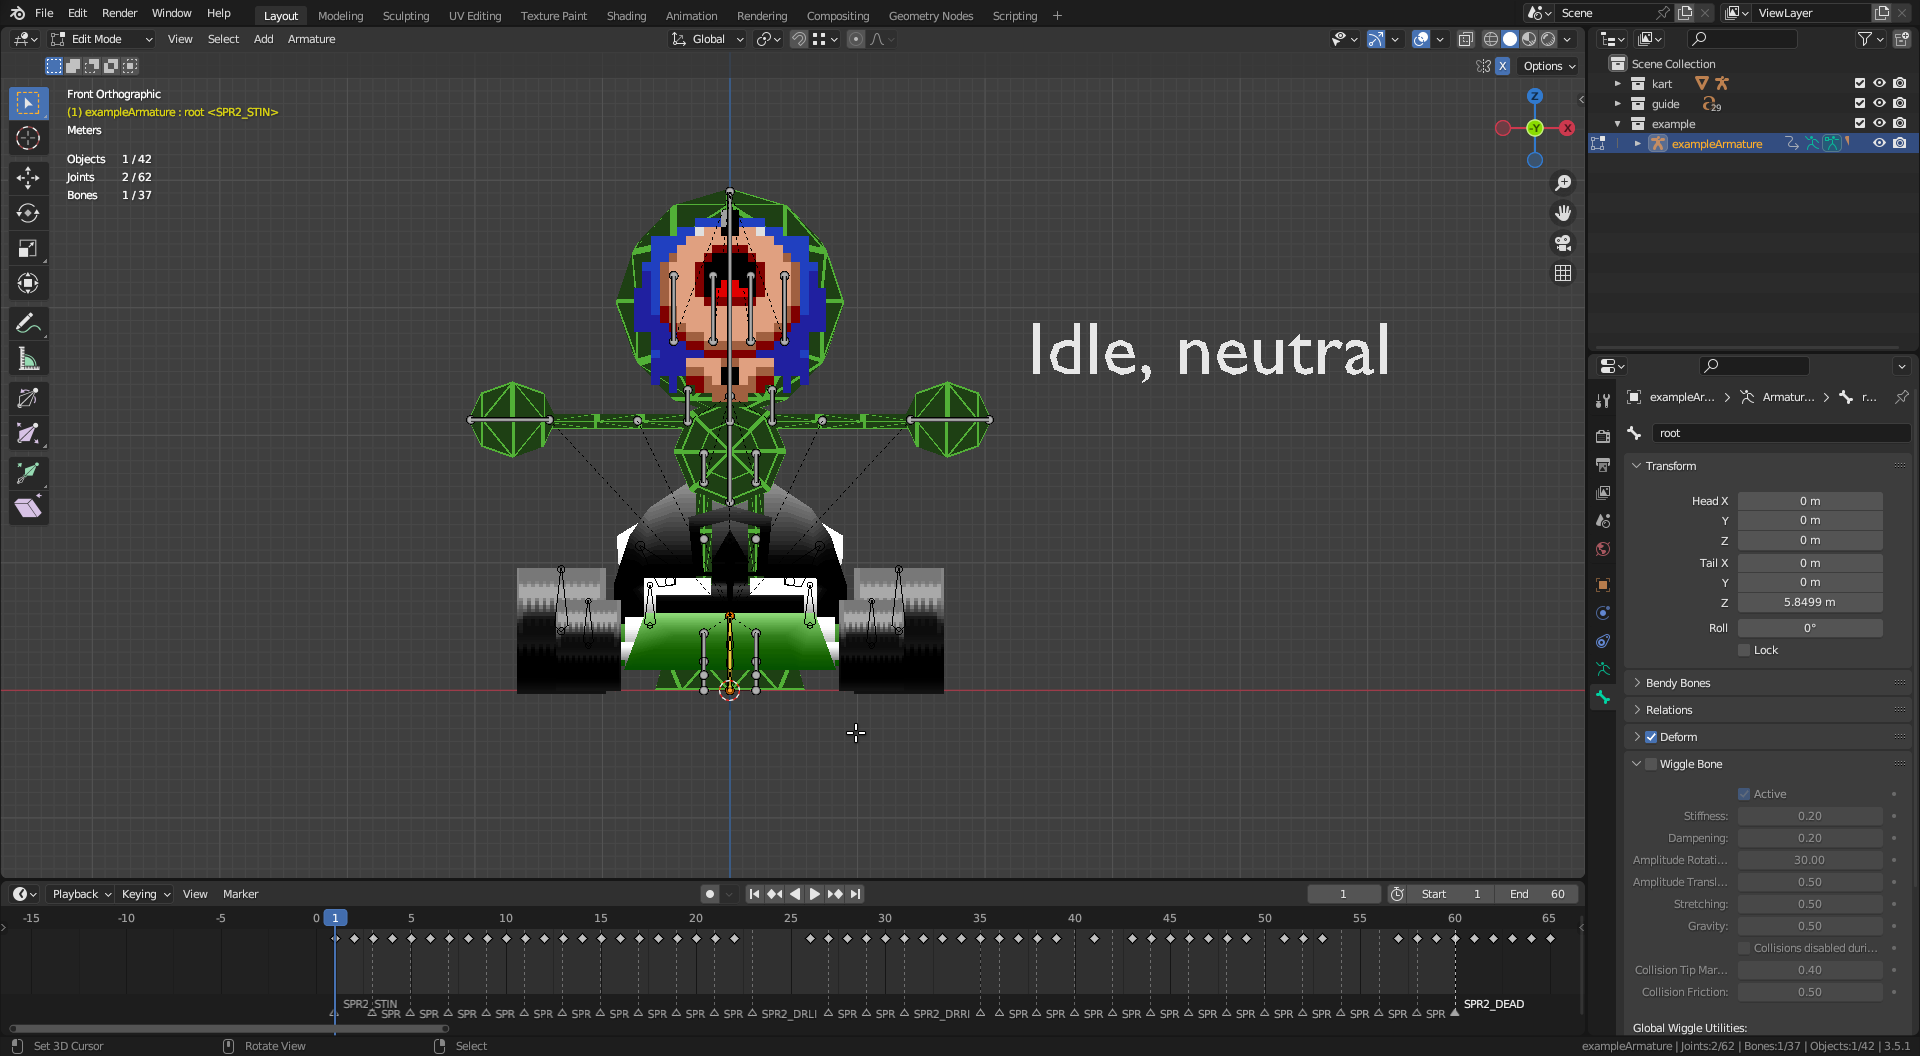 File Edit Render Window Help Layout Modeling Sculpting UV Editing Texture Paint Shading Animation Rendering Compositing Geometry Nodes Scripting + Scene ViewLayer
Edit Mode View Select Add Armature Global
X Options
Front Orthographic
(1) exampleArmature : root <SPR2_STIN>
Meters
Objects 1 / 42
Joints 2 / 62
Bones 1 / 37
Z
-Y X
Idle, neutral
Scene Collection
kart
guide 29
example
exampleArmature
exampleAr... > Armatur... > r...
root
Transform
Head X 0 m
Y 0 m
Z 0 m
Tail X 0 m
Y 0 m
Z 5.8499 m
Roll 0°
Lock
Bendy Bones
Relations
Deform
Wiggle Bone
Active
Stiffness: 0.20
Dampening: 0.20
Amplitude Rotati... 30.00
Amplitude Transl... 0.50
Stretching: 0.50
Gravity: 0.50
Collisions disabled duri...
Collision Tip Mar... 0.40
Collision Friction: 0.50
Global Wiggle Utilities:
Playback Keying View Marker 1 Start 1 End 60
-15 -10 -5 0 1 5 10 15 20 25 30 35 40 45 50 55 60 65
SPR2_STIN SPR2_DEAD
SPR SPR SPR SPR SPR SPR SPR SPR SPR SPR SPR2_DRLI SPR SPR SPR2_DRRI SPR SPR SPR SPR SPR SPR SPR SPR SPR SPR SPR SPR
Set 3D Cursor Rotate View Select exampleArmature | Joints:2/62 | Bones:1/37 | Objects:1/42 | 3.5.1